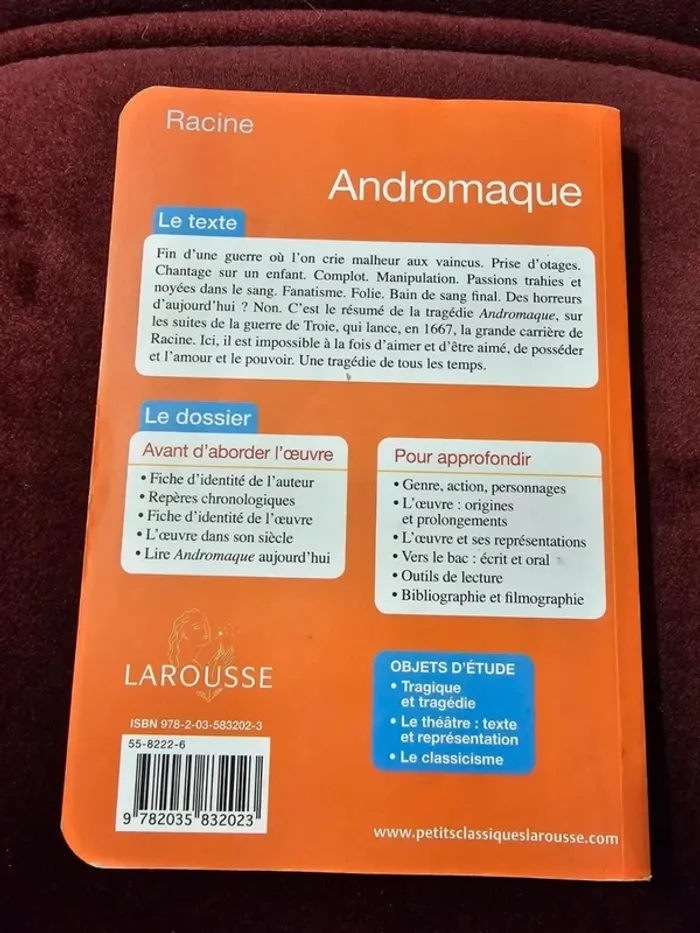 Racine
Andromaque
Le texte
Fin d'une guerre où l'on crie malheur aux vaincus. Prise d'otages.
Chantage sur un enfant. Complot. Manipulation. Passions trahies et
noyées dans le sang. Fanatisme. Folie. Bain de sang final. Des horreurs
d'aujourd'hui ? Non. C'est le résumé de la tragédie Andromaque, sur
les suites de la guerre de Troie, qui lance, en 1667, la grande carrière de
Racine. Ici, il est impossible à la fois d'aimer et d'être aimé, de posséder
et l'amour et le pouvoir. Une tragédie de tous les temps.
Le dossier
Avant d'aborder l'œuvre
• Fiche d'identité de l'auteur
• Repères chronologiques
• Fiche d'identité de l'œuvre
• L'œuvre dans son siècle
• Lire Andromaque aujourd'hui
Pour approfondir
• Genre, action, personnages
• L'œuvre : origines
et prolongements
• L'œuvre et ses représentations
• Vers le bac : écrit et oral
• Outils de lecture
• Bibliographie et filmographie
LAROUSSE
ISBN 978-2-03-583202-3
55-8222-6
9 782035 832023
OBJETS D'ÉTUDE
• Tragique
et tragédie
• Le théâtre : texte
et représentation
• Le classicisme
www.petitsclassiqueslarousse.com